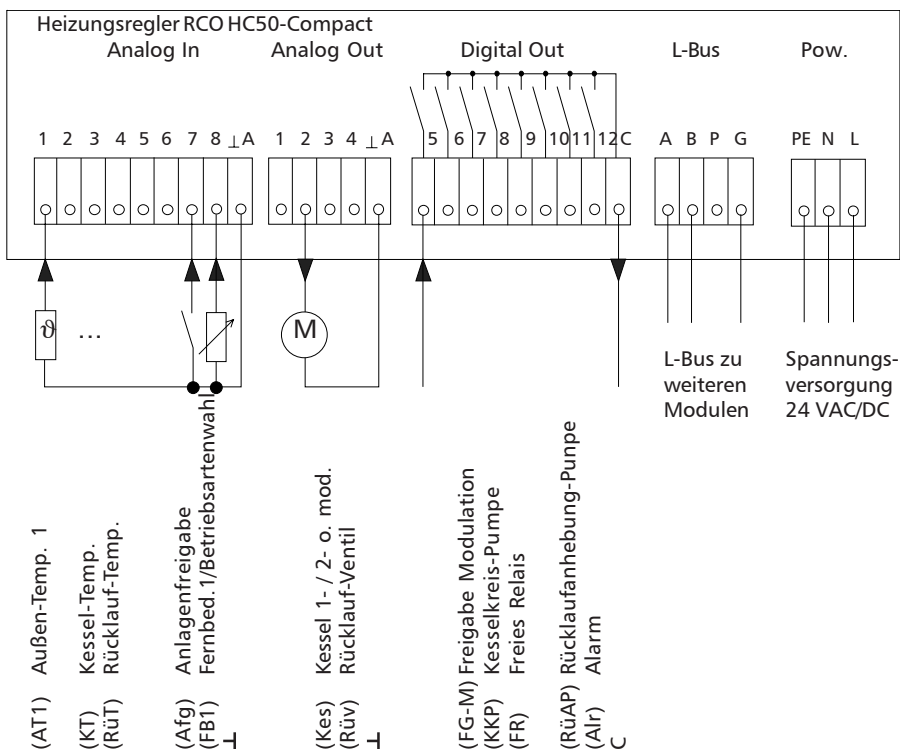 Heizungsregler RCO HC50-Compact
Analog In Analog Out Digital Out L-Bus Pow.
1 2 3 4 5 6 7 8 ⊥ A 1 2 3 4 ⊥ A 5 6 7 8 9 10 11 12 C A B P G PE N L
ϑ ... M
L-Bus zu
weiteren
Modulen
Spannungs-
versorgung
24 VAC/DC
(AT1) Außen-Temp. 1
(KT) Kessel-Temp.
(RüT) Rücklauf-Temp.
(Afg) Anlagenfreigabe
(FB1) Fernbed.1/Betriebsartenwahl
⊥
(Kes) Kessel 1- / 2- o. mod.
(Rüv) Rücklauf-Ventil
⊥
(FG-M) Freigabe Modulation
(KKP) Kesselkreis-Pumpe
(FR) Freies Relais
(RüAP) Rücklaufanhebung-Punpe
(Alr) Alarm
C